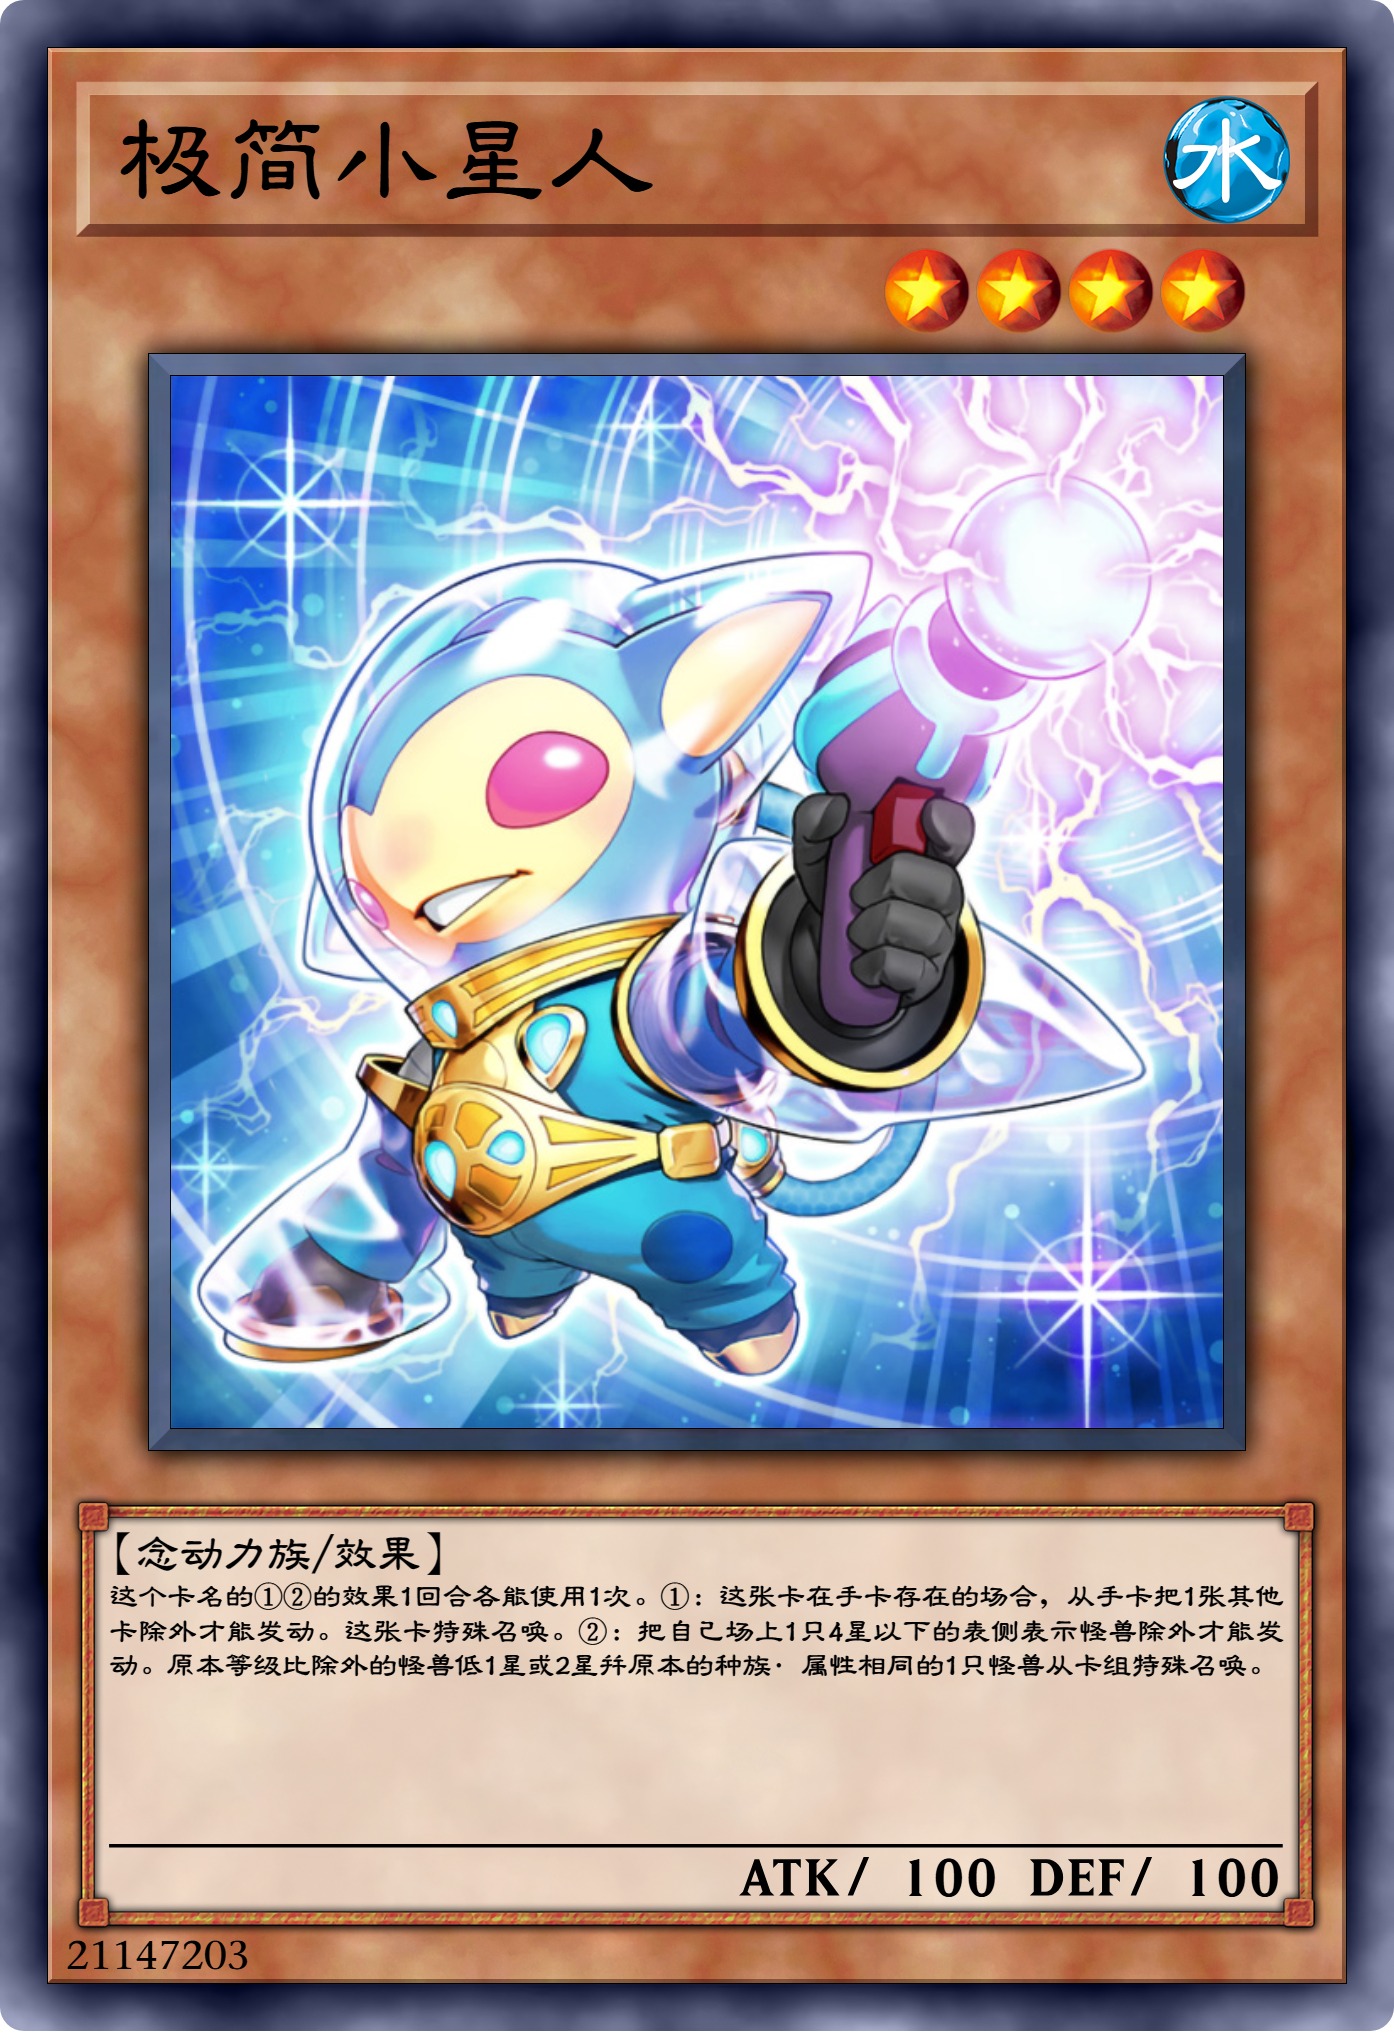 极简小星人
水
【念动力族/效果】
这个卡名的①②的效果1回合各能使用1次。①：这张卡在手卡存在的场合，从手卡把1张其他
卡除外才能发动。这张卡特殊召唤。②：把自己场上1只4星以下的表侧表示怪兽除外才能发
动。原本等级比除外的怪兽低1星或2星并原本的种族·属性相同的1只怪兽从卡组特殊召唤。
ATK/ 100 DEF/ 100
21147203